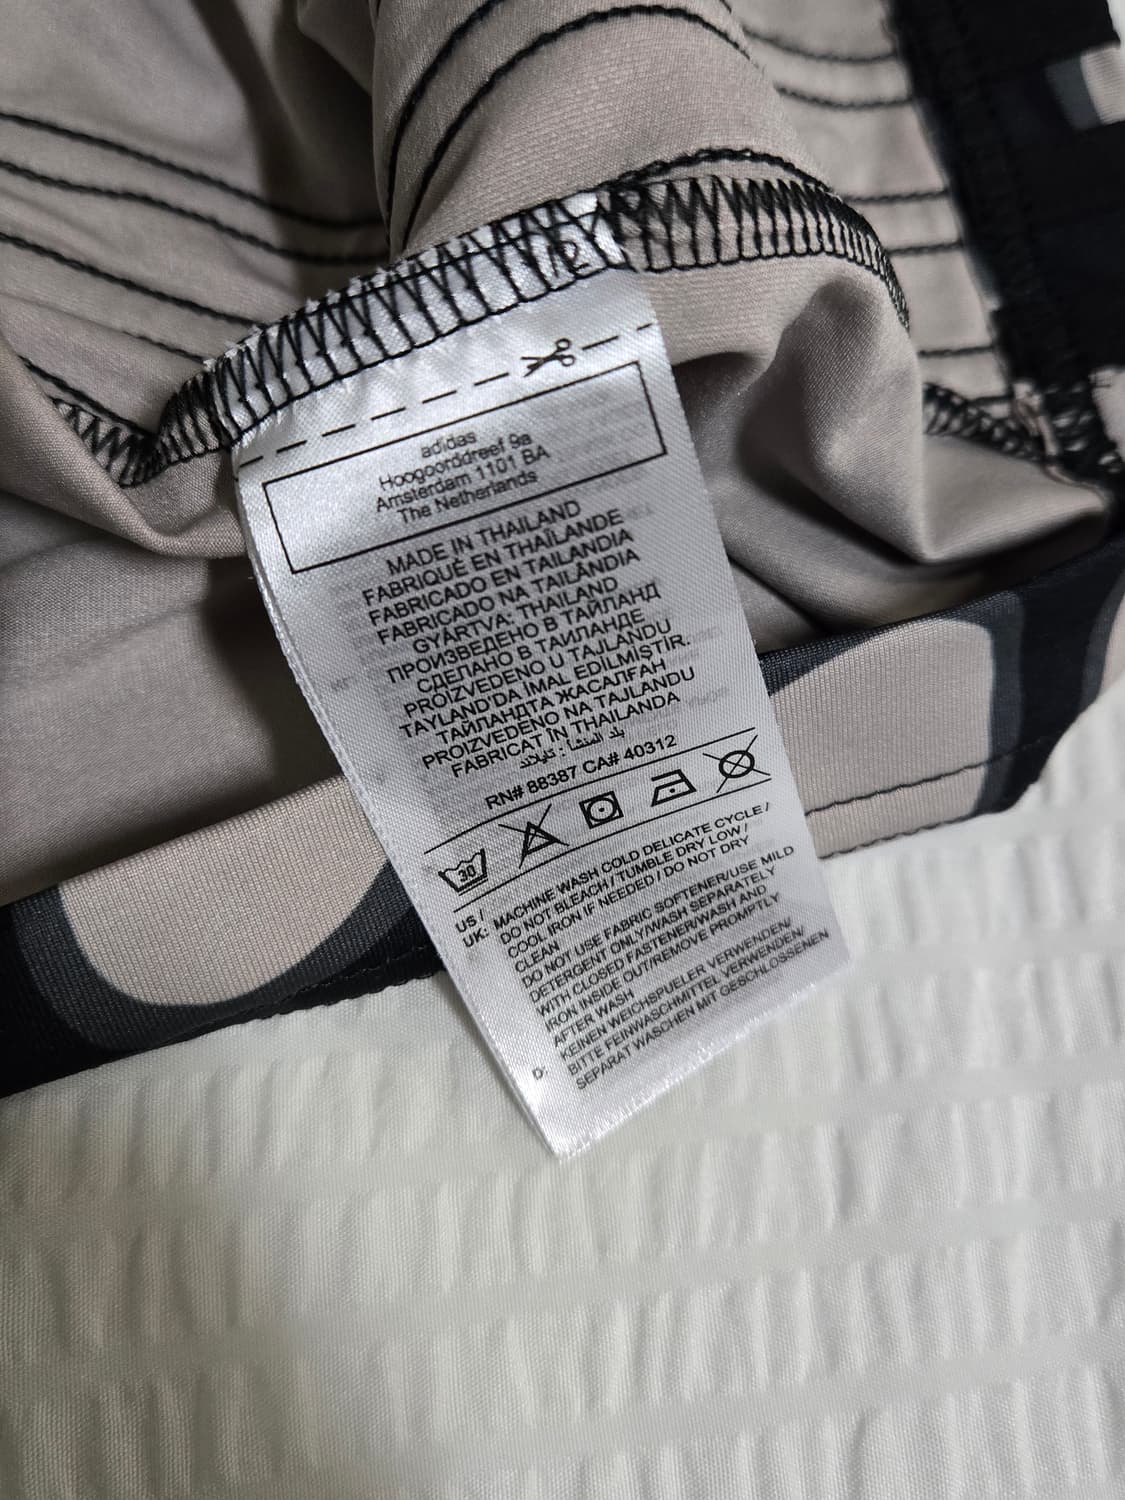 adidas
Hoogoorddreef 9a
Amsterdam 1101 BA
The Netherlands
MADE IN THAILAND
FABRIQUÉ EN THAÏLANDE
FABRICADO EN TAILANDIA
FABRICADO NA TAILÂNDIA
GYÁRTVA: THAILAND
ПРОИЗВЕДЕНО В ТАЙЛАНД
СДЕЛАНО В ТАИЛАНДЕ
PROIZVEDENO U TAJLANDU
TAYLAND'DA İMAL EDİLMİŞTİR.
ТАЙЛАНДТА ЖАСАЛҒАН
PROIZVEDENO NA TAJLANDU
FABRICAT ÎN THAILANDA
بلد المنشأ : تايلاند
RN# 88387 CA# 40312
30
US / UK: MACHINE WASH COLD DELICATE CYCLE /
DO NOT BLEACH / TUMBLE DRY LOW /
COOL IRON IF NEEDED / DO NOT DRY
CLEAN
DO NOT USE FABRIC SOFTENER/USE MILD
DETERGENT ONLY/WASH SEPARATELY
WITH CLOSED FASTENER/WASH AND
IRON INSIDE OUT/REMOVE PROMPTLY
AFTER WASH
D: KEINEN WEICHSPUELER VERWENDEN/
BITTE FEINWASCHMITTEL VERWENDEN/
SEPARAT WASCHEN MIT GESCHLOSSENEN